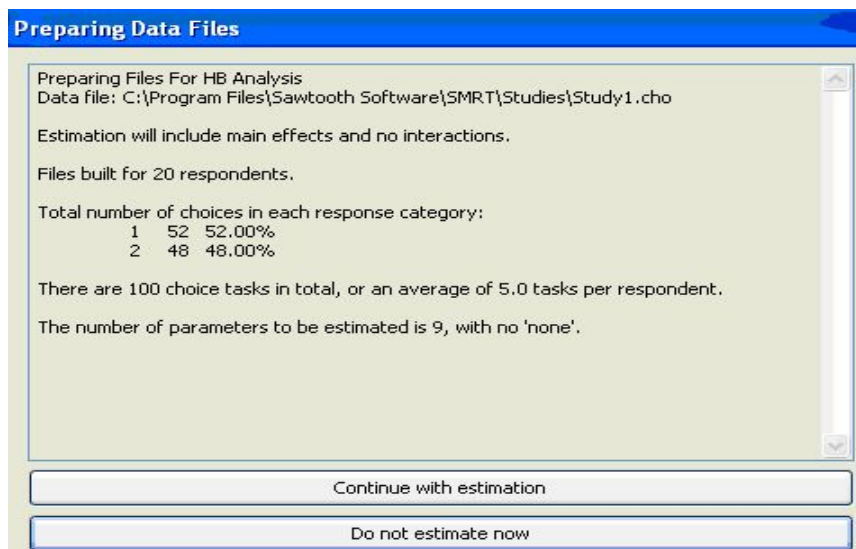 Preparing Data Files
Preparing Files For HB Analysis
Data file: C:\Program Files\Sawtooth Software\SMRT\Studies\Study1.cho
Estimation will include main effects and no interactions.
Files built for 20 respondents.
Total number of choices in each response category:
1 52 52.00%
2 48 48.00%
There are 100 choice tasks in total, or an average of 5.0 tasks per respondent.
The number of parameters to be estimated is 9, with no 'none'.
Continue with estimation
Do not estimate now